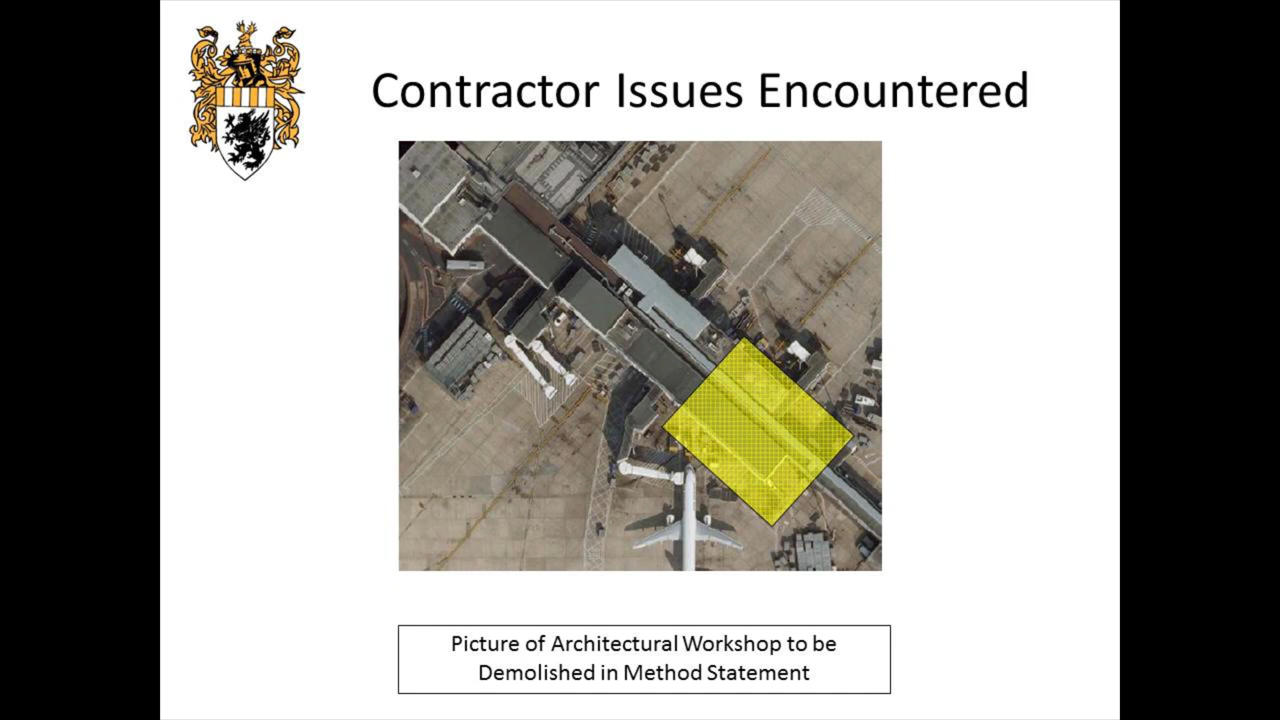 Contractor Issues Encountered
Picture of Architectural Workshop to be
Demolished in Method Statement